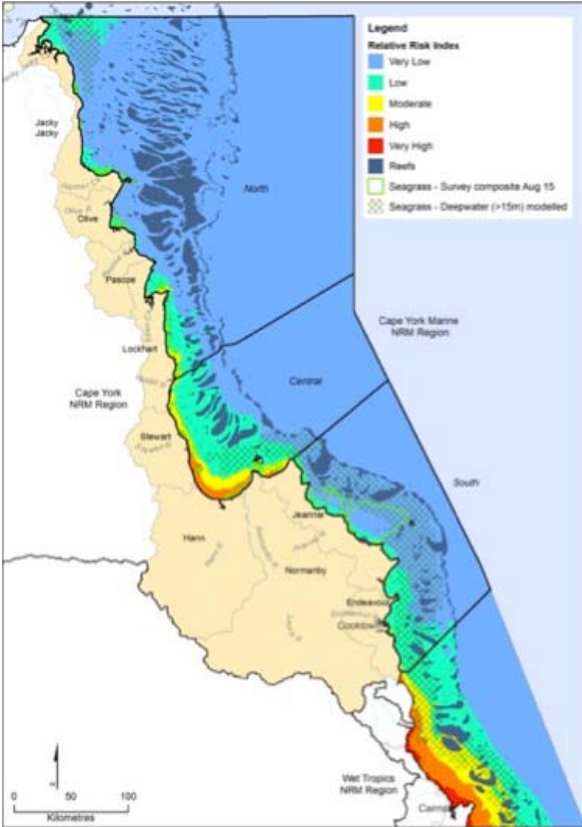 Legend
Relative Risk Index
Very Low
Low
Moderate
High
Very High
Reefs
Seagrass - Survey composite Aug 15
Seagrass - Deepwater (>15m) modelled
Jacky
Jacky
North
Olive
Pascoe
Cape York Marine
NRM Region
Lockhart
Central
Cape York
NRM Region
Stewart
South
Jeannie
Hann
Normanby
Endeavour
Cooktown
Wet Tropics
NRM Region
Cairns
0 50 100
Kilometres